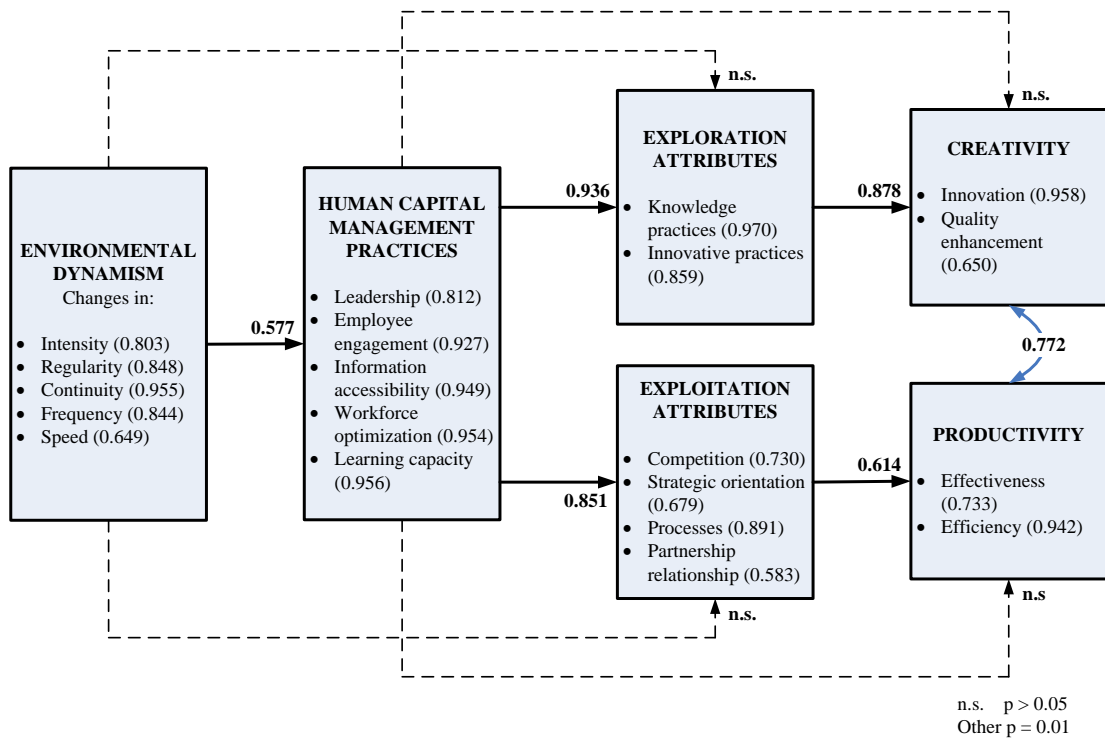 n.s.
n.s.
EXPLORATION
ATTRIBUTES
• Knowledge
practices (0.970)
• Innovative practices
(0.859)
CREATIVITY
• Innovation (0.958)
• Quality
enhancement
(0.650)
0.936
0.878
HUMAN CAPITAL
MANAGEMENT
PRACTICES
• Leadership (0.812)
• Employee
engagement (0.927)
• Information
accessibility (0.949)
• Workforce
optimization (0.954)
• Learning capacity
(0.956)
ENVIRONMENTAL
DYNAMISM
Changes in:
• Intensity (0.803)
• Regularity (0.848)
• Continuity (0.955)
• Frequency (0.844)
• Speed (0.649)
0.577
0.772
EXPLOITATION
ATTRIBUTES
• Competition (0.730)
• Strategic orientation
(0.679)
• Processes (0.891)
• Partnership
relationship (0.583)
PRODUCTIVITY
• Effectiveness
(0.733)
• Efficiency (0.942)
0.851
0.614
n.s.
n.s
n.s. p > 0.05
Other p = 0.01